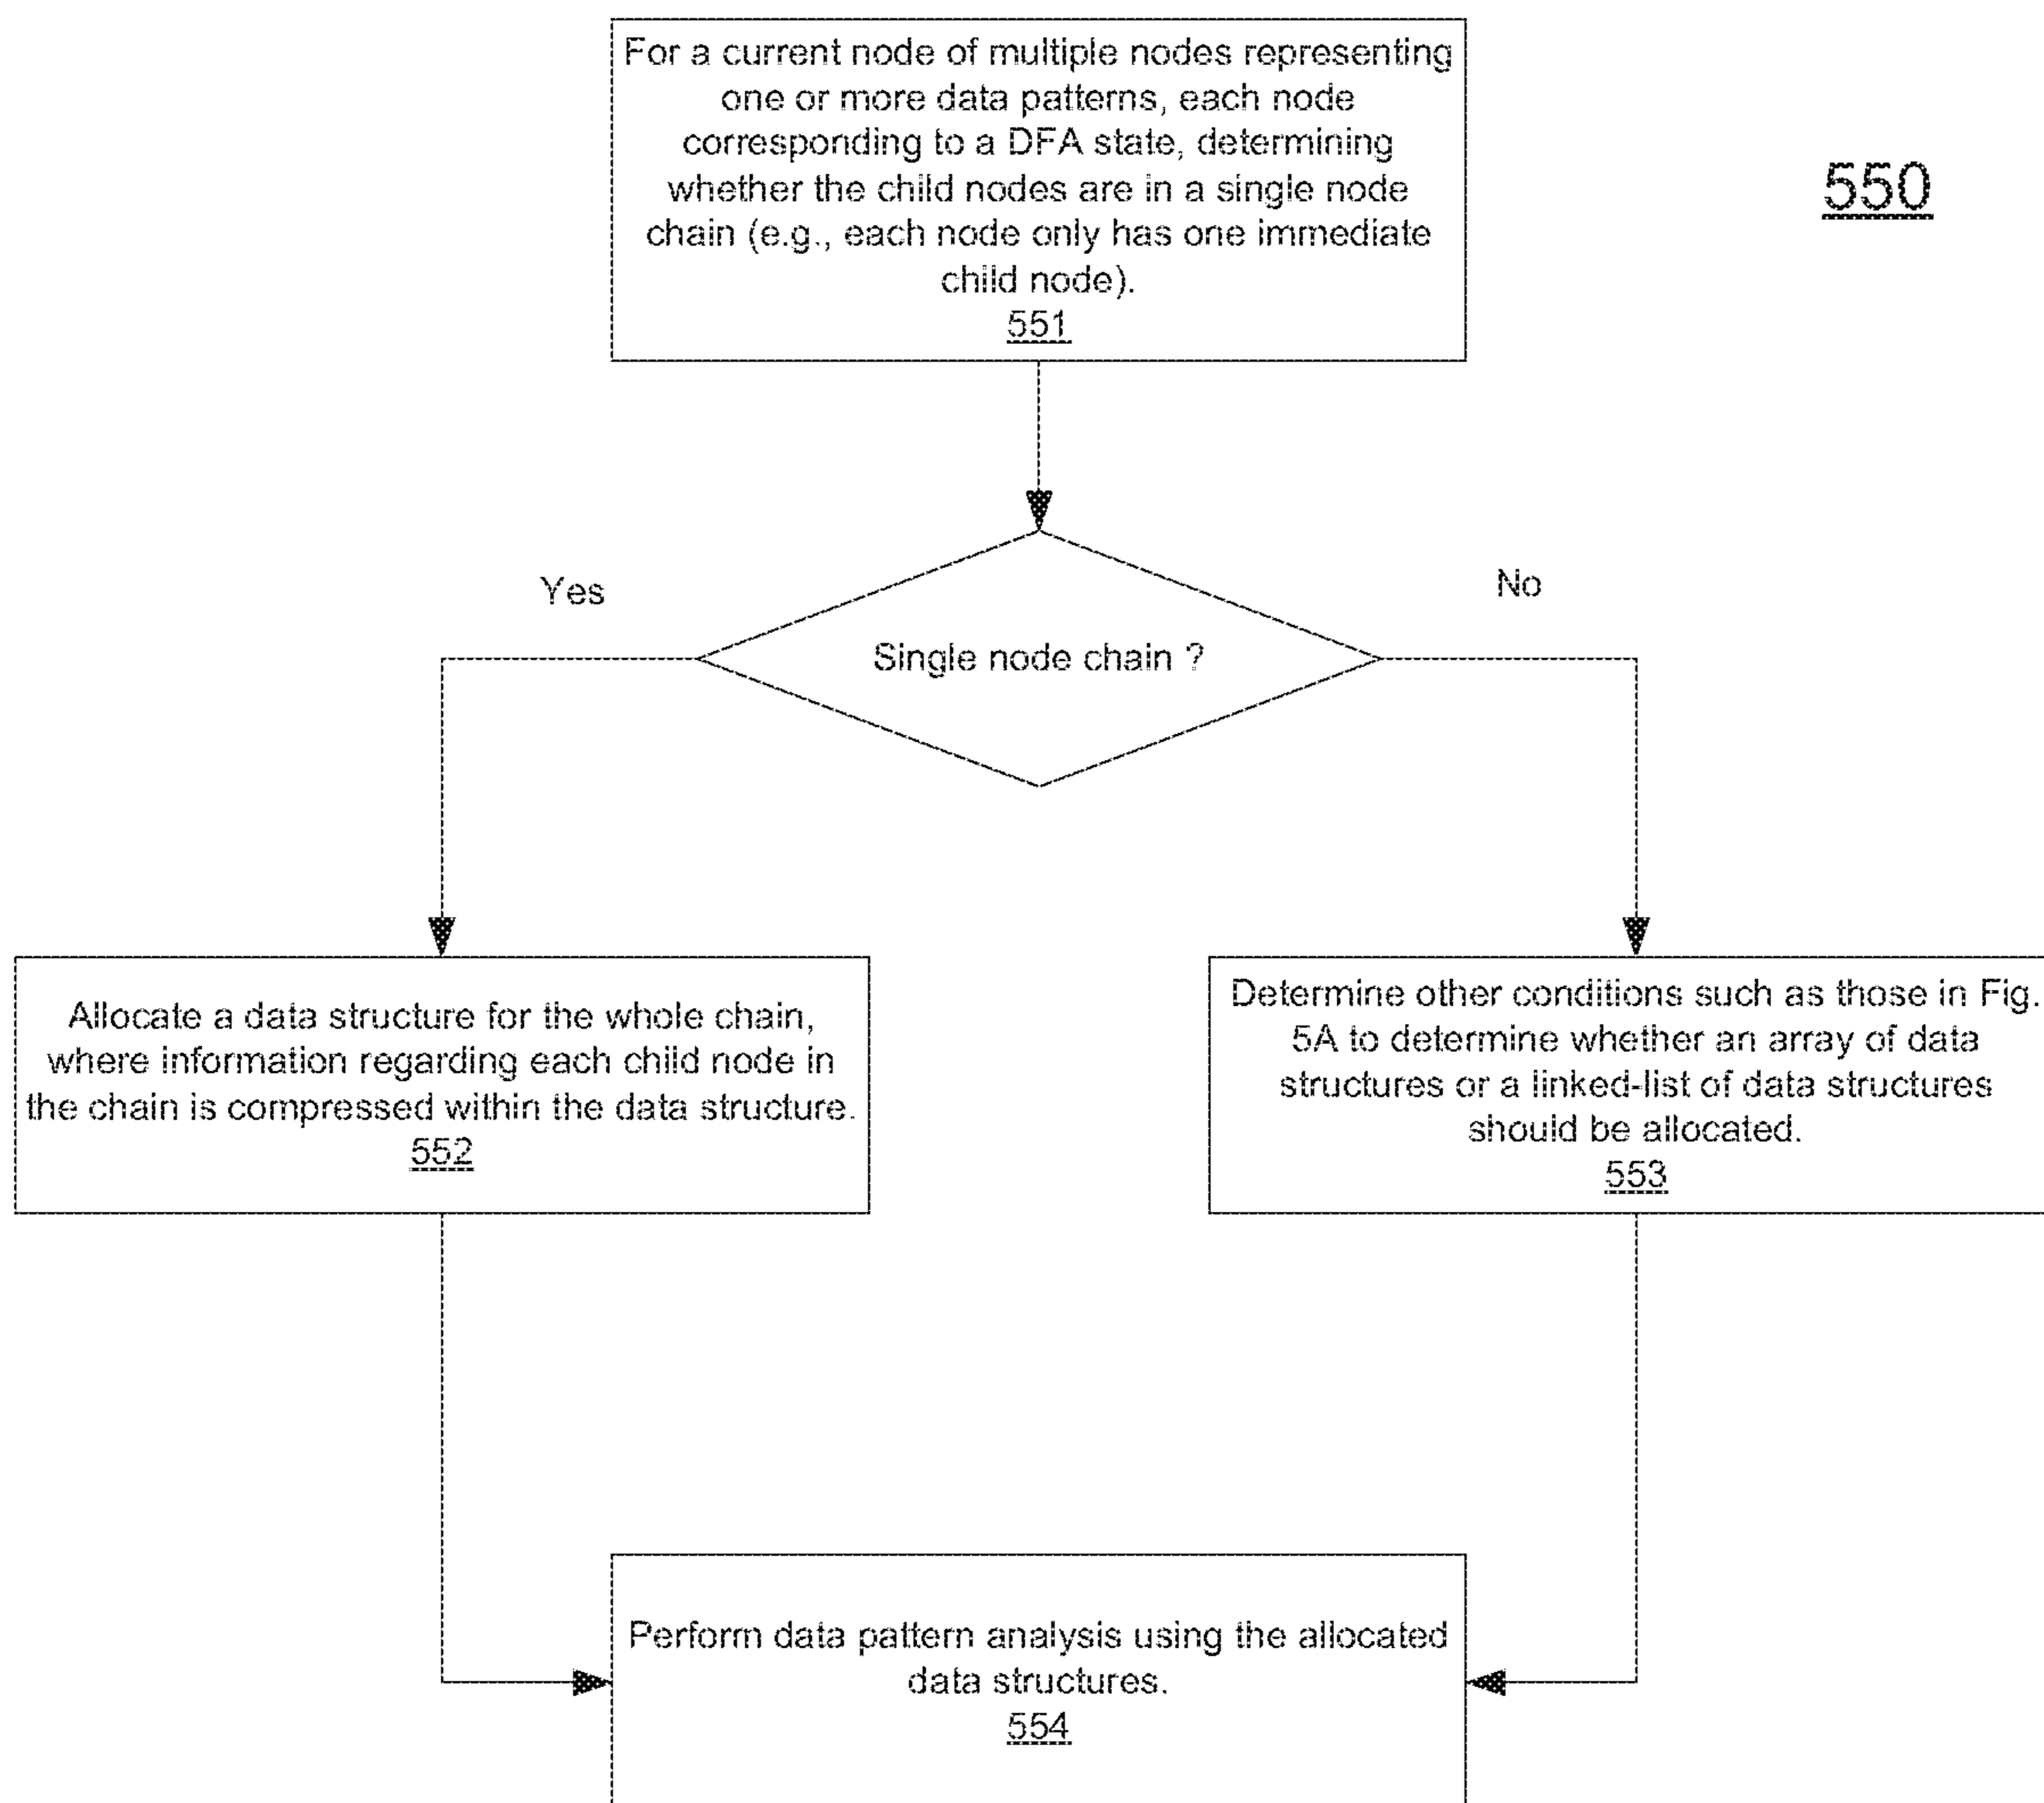 For a current node of multiple nodes representing
one or more data patterns, each node
corresponding to a DFA state, determining
whether the child nodes are in a single node
chain (e.g., each node only has one immediate
child node).
551
550
Yes
No
Single node chain ?
Allocate a data structure for the whole chain,
where information regarding each child node in
the chain is compressed within the data structure.
552
Determine other conditions such as those in Fig.
5A to determine whether an array of data
structures or a linked-list of data structures
should be allocated.
553
Perform data pattern analysis using the allocated
data structures.
554